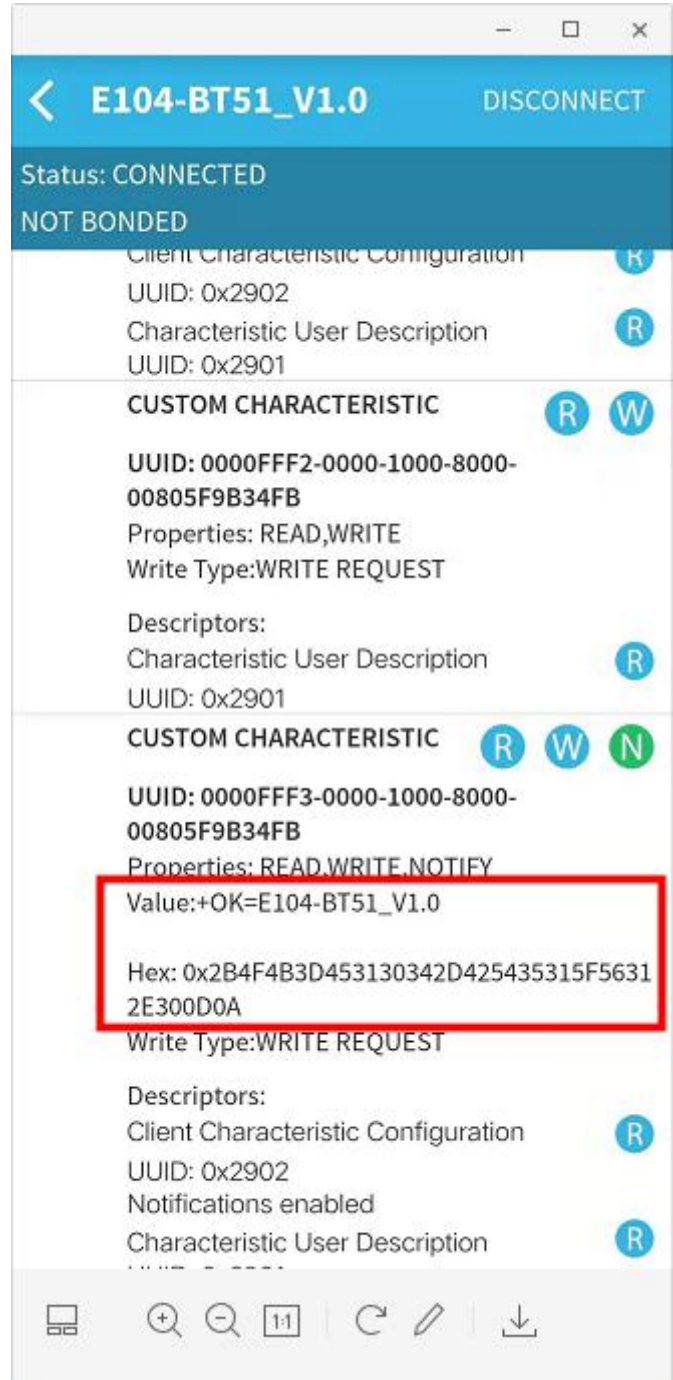 E104-BT51_V1.0 DISCONNECT
Status: CONNECTED
NOT BONDED
Client Characteristic Configuration R
UUID: 0x2902
Characteristic User Description R
UUID: 0x2901
CUSTOM CHARACTERISTIC R W
UUID: 0000FFF2-0000-1000-8000-
00805F9B34FB
Properties: READ,WRITE
Write Type:WRITE REQUEST
Descriptors:
Characteristic User Description R
UUID: 0x2901
CUSTOM CHARACTERISTIC R W N
UUID: 0000FFF3-0000-1000-8000-
00805F9B34FB
Properties: READ,WRITE,NOTIFY
Value:+OK=E104-BT51_V1.0
Hex: 0x2B4F4B3D453130342D425435315F5631
2E300D0A
Write Type:WRITE REQUEST
Descriptors:
Client Characteristic Configuration R
UUID: 0x2902
Notifications enabled
Characteristic User Description R
1:1